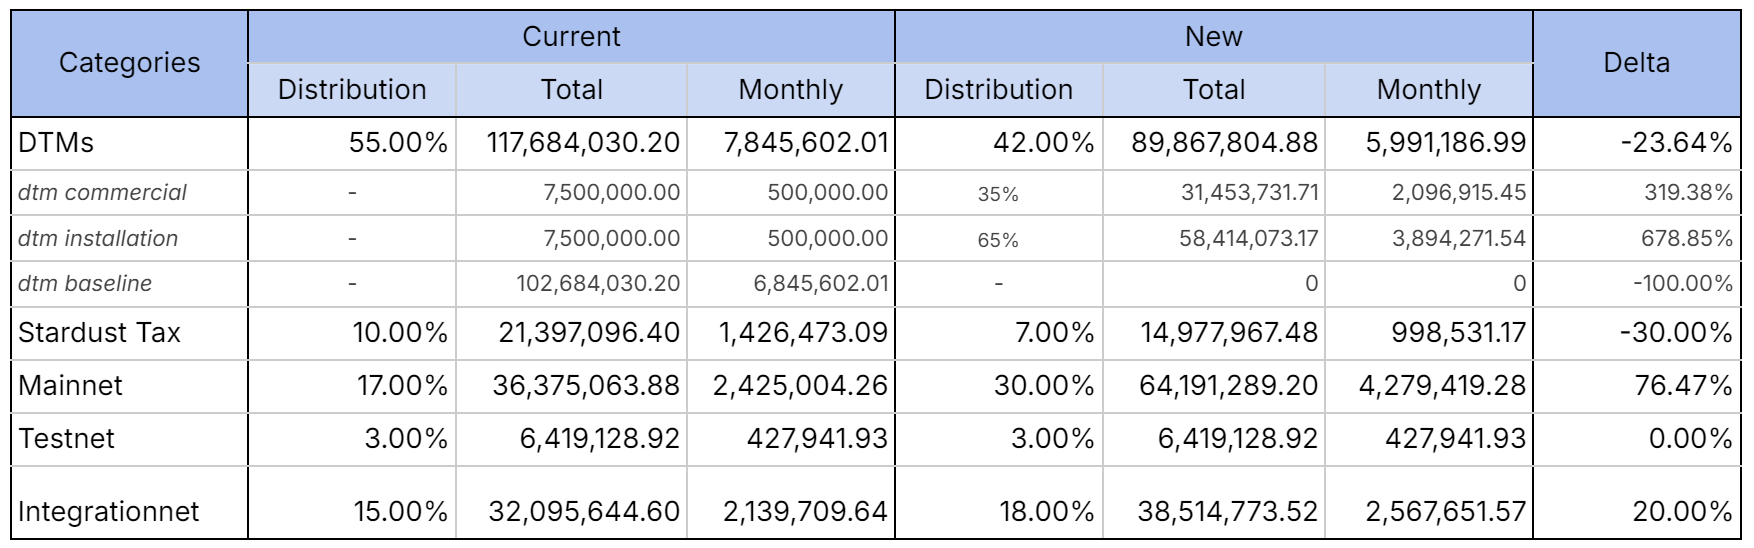 Categories Current New Delta
Distribution Total Monthly Distribution Total Monthly
DTMs 55.00% 117,684,030.20 7,845,602.01 42.00% 89,867,804.88 5,991,186.99 -23.64%
dtm commercial - 7,500,000.00 500,000.00 35% 31,453,731.71 2,096,915.45 319.38%
dtm installation - 7,500,000.00 500,000.00 65% 58,414,073.17 3,894,271.54 678.85%
dtm baseline - 102,684,030.20 6,845,602.01 - 0 0 -100.00%
Stardust Tax 10.00% 21,397,096.40 1,426,473.09 7.00% 14,977,967.48 998,531.17 -30.00%
Mainnet 17.00% 36,375,063.88 2,425,004.26 30.00% 64,191,289.20 4,279,419.28 76.47%
Testnet 3.00% 6,419,128.92 427,941.93 3.00% 6,419,128.92 427,941.93 0.00%
Integrationnet 15.00% 32,095,644.60 2,139,709.64 18.00% 38,514,773.52 2,567,651.57 20.00%